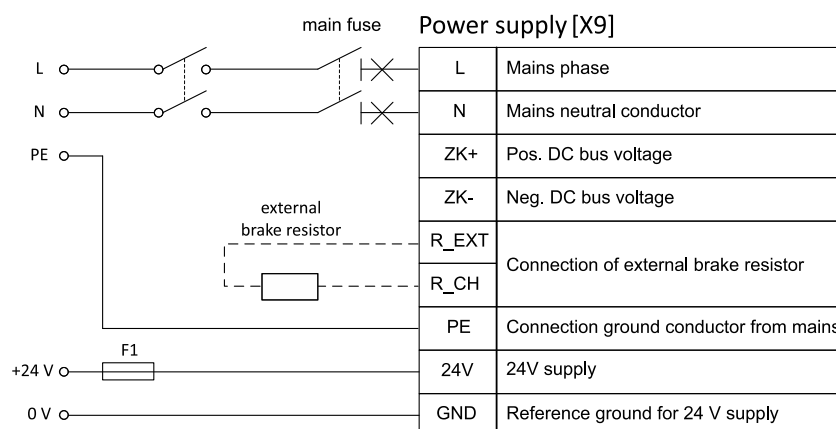 main fuse
Power supply [X9]
L
L
Mains phase
N
N
Mains neutral conductor
PE
ZK+
Pos. DC bus voltage
ZK-
Neg. DC bus voltage
external
brake resistor
R_EXT
Connection of external brake resistor
R_CH
PE
Connection ground conductor from mains
F1
+24 V
24V
24V supply
0 V
GND
Reference ground for 24 V supply